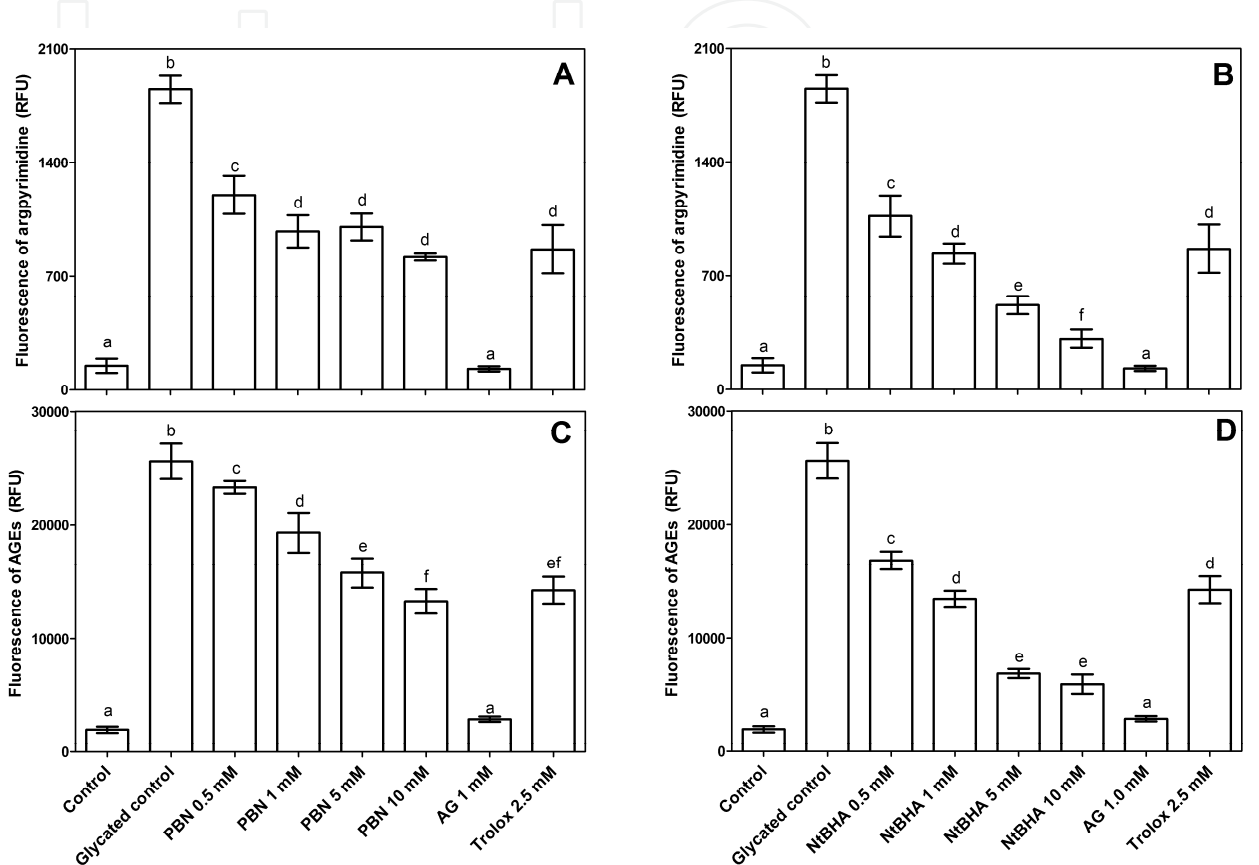 2100
1400
700
0
Fluorescence of argpyrimidine (RFU)
A
a
b
c
d
d
d
a
d
2100
1400
700
0
Fluorescence of argpyrimidine (RFU)
B
a
b
c
d
e
f
a
d
30000
20000
10000
0
Fluorescence of AGEs (RFU)
C
a
b
c
d
e
f
a
ef
Control
Glycated control
PBN 0.5 mM
PBN 1 mM
PBN 5 mM
PBN 10 mM
AG 1 mM
Trolox 2.5 mM
30000
20000
10000
0
Fluorescence of AGEs (RFU)
D
a
b
c
d
e
e
a
d
Control
Glycated control
NtBHA 0.5 mM
NtBHA 1 mM
NtBHA 5 mM
NtBHA 10 mM
AG 1.0 mM
Trolox 2.5 mM